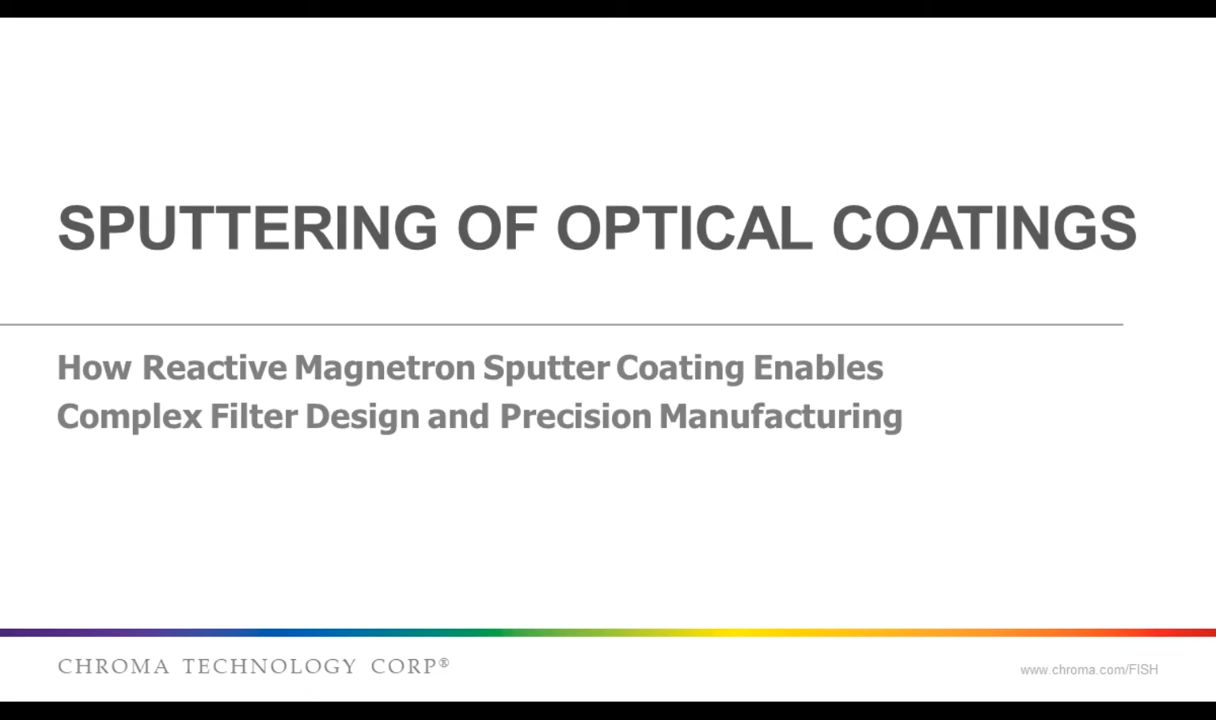 SPUTTERING OF OPTICAL COATINGS
How Reactive Magnetron Sputter Coating Enables
Complex Filter Design and Precision Manufacturing
CHROMA TECHNOLOGY CORP®
www.chroma.com/FISH